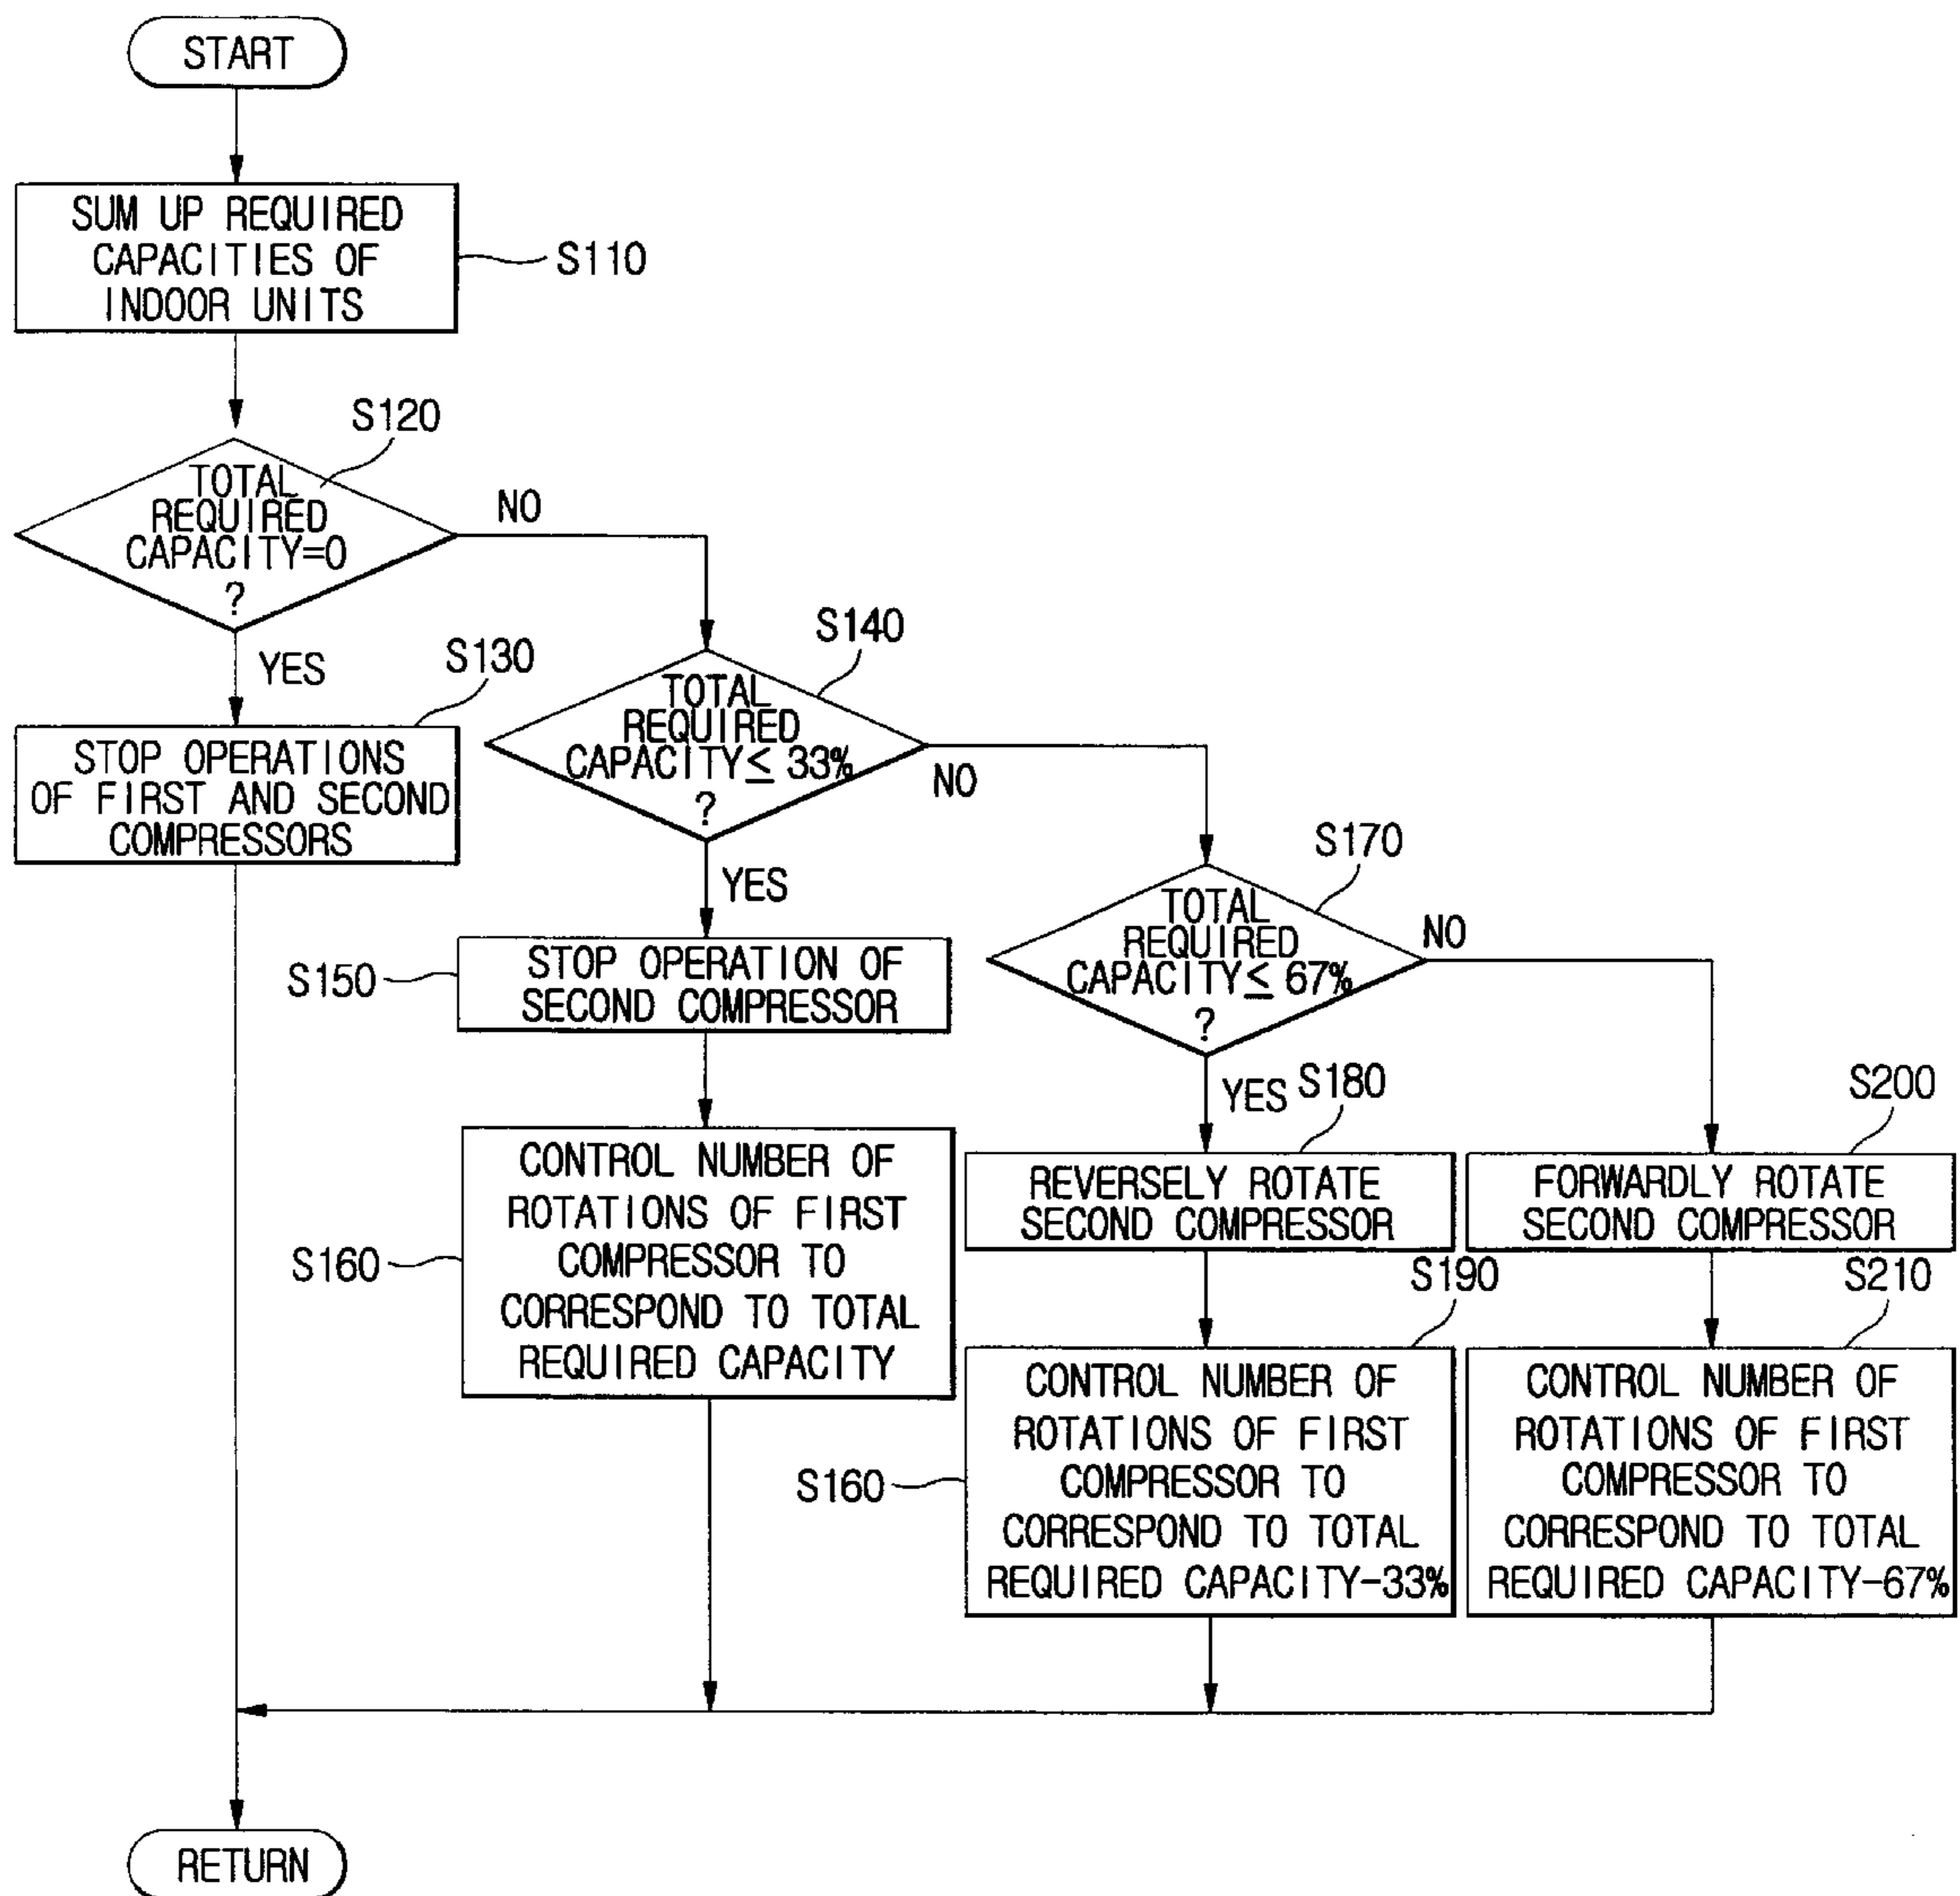 START
SUM UP REQUIRED
CAPACITIES OF
INDOOR UNITS
S110
S120
TOTAL
REQUIRED
CAPACITY=0
?
NO
YES
S130
STOP OPERATIONS
OF FIRST AND SECOND
COMPRESSORS
S140
TOTAL
REQUIRED
CAPACITY≤ 33%
?
NO
YES
S150
STOP OPERATION OF
SECOND COMPRESSOR
S160
CONTROL NUMBER OF
ROTATIONS OF FIRST
COMPRESSOR TO
CORRESPOND TO TOTAL
REQUIRED CAPACITY
S170
TOTAL
REQUIRED
CAPACITY≤ 67%
?
NO
YES
S180
REVERSELY ROTATE
SECOND COMPRESSOR
S190
S160
CONTROL NUMBER OF
ROTATIONS OF FIRST
COMPRESSOR TO
CORRESPOND TO TOTAL
REQUIRED CAPACITY-33%
S200
FORWARDLY ROTATE
SECOND COMPRESSOR
S210
CONTROL NUMBER OF
ROTATIONS OF FIRST
COMPRESSOR TO
CORRESPOND TO TOTAL
REQUIRED CAPACITY-67%
RETURN